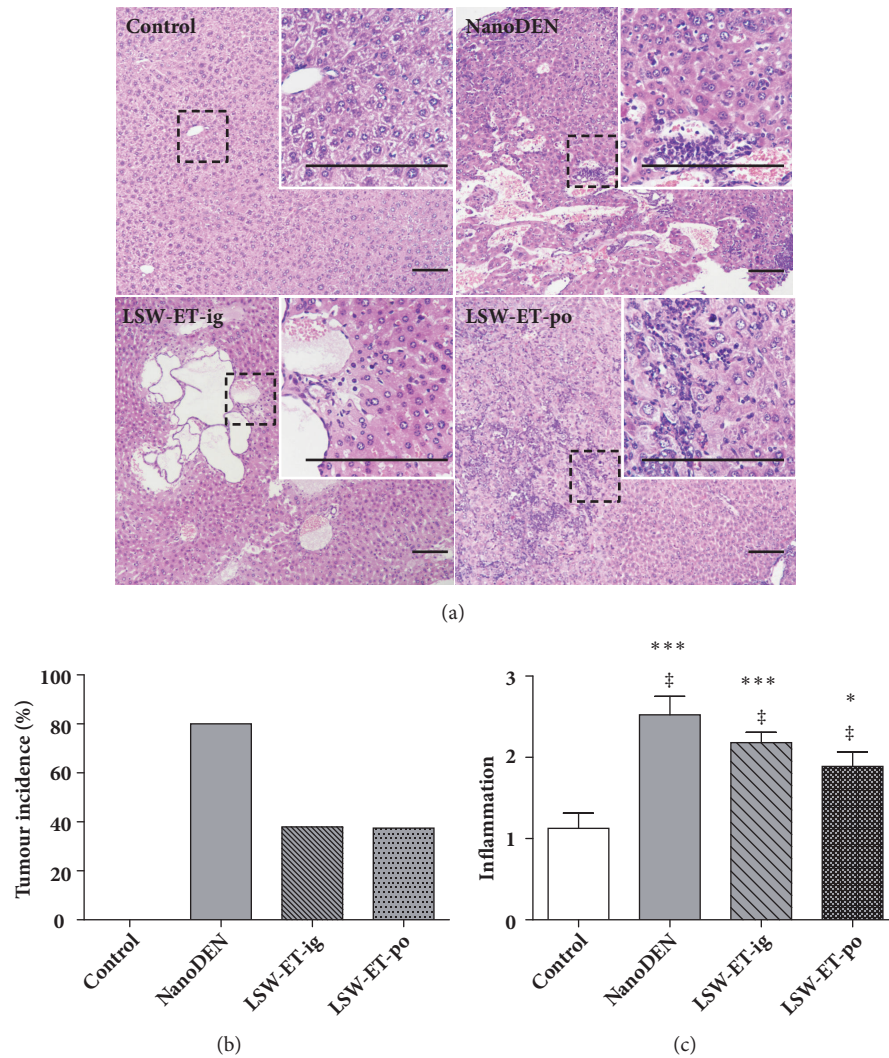 Control
NanoDEN
LSW-ET-ig
LSW-ET-po
(a)
100
80
60
40
20
0
Tumour incidence (%)
Control
NanoDEN
LSW-ET-ig
LSW-ET-po
(b)
3
2
1
0
Inflammation
***
‡
***
‡
*
‡
Control
NanoDEN
LSW-ET-ig
LSW-ET-po
(c)